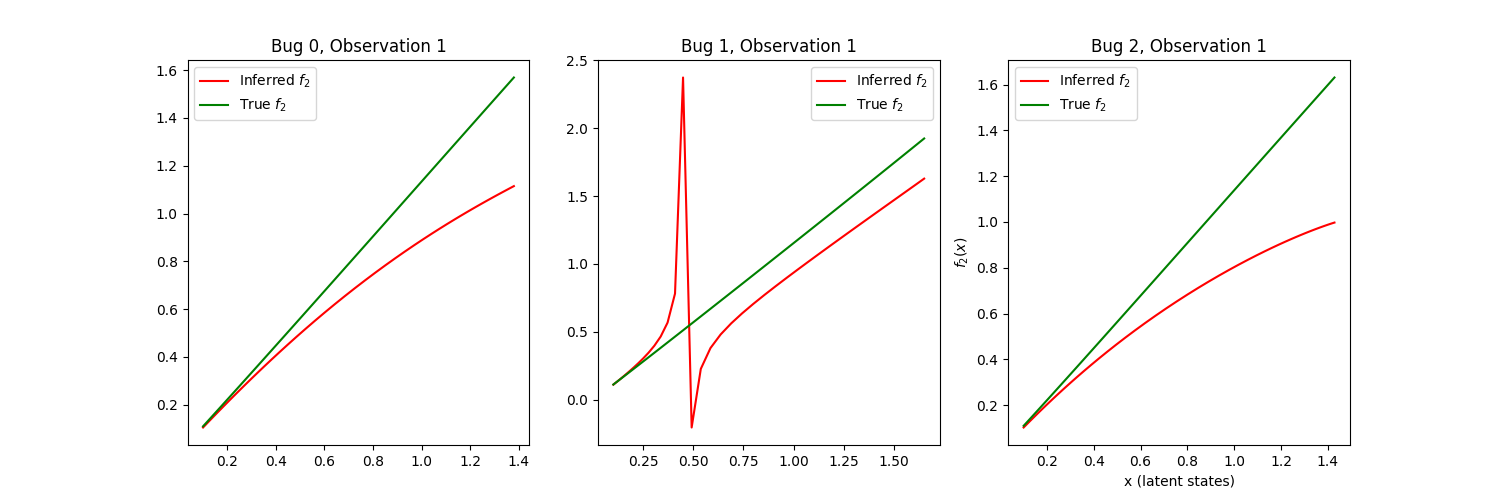 Bug 0, Observation 1
Inferred f₂
True f₂
1.6
1.4
1.2
1.0
0.8
0.6
0.4
0.2
0.2 0.4 0.6 0.8 1.0 1.2 1.4
Bug 1, Observation 1
Inferred f₂
True f₂
2.5
2.0
1.5
1.0
0.5
0.0
0.25 0.50 0.75 1.00 1.25 1.50
Bug 2, Observation 1
Inferred f₂
True f₂
f₂(x)
1.6
1.4
1.2
1.0
0.8
0.6
0.4
0.2
0.2 0.4 0.6 0.8 1.0 1.2 1.4
x (latent states)